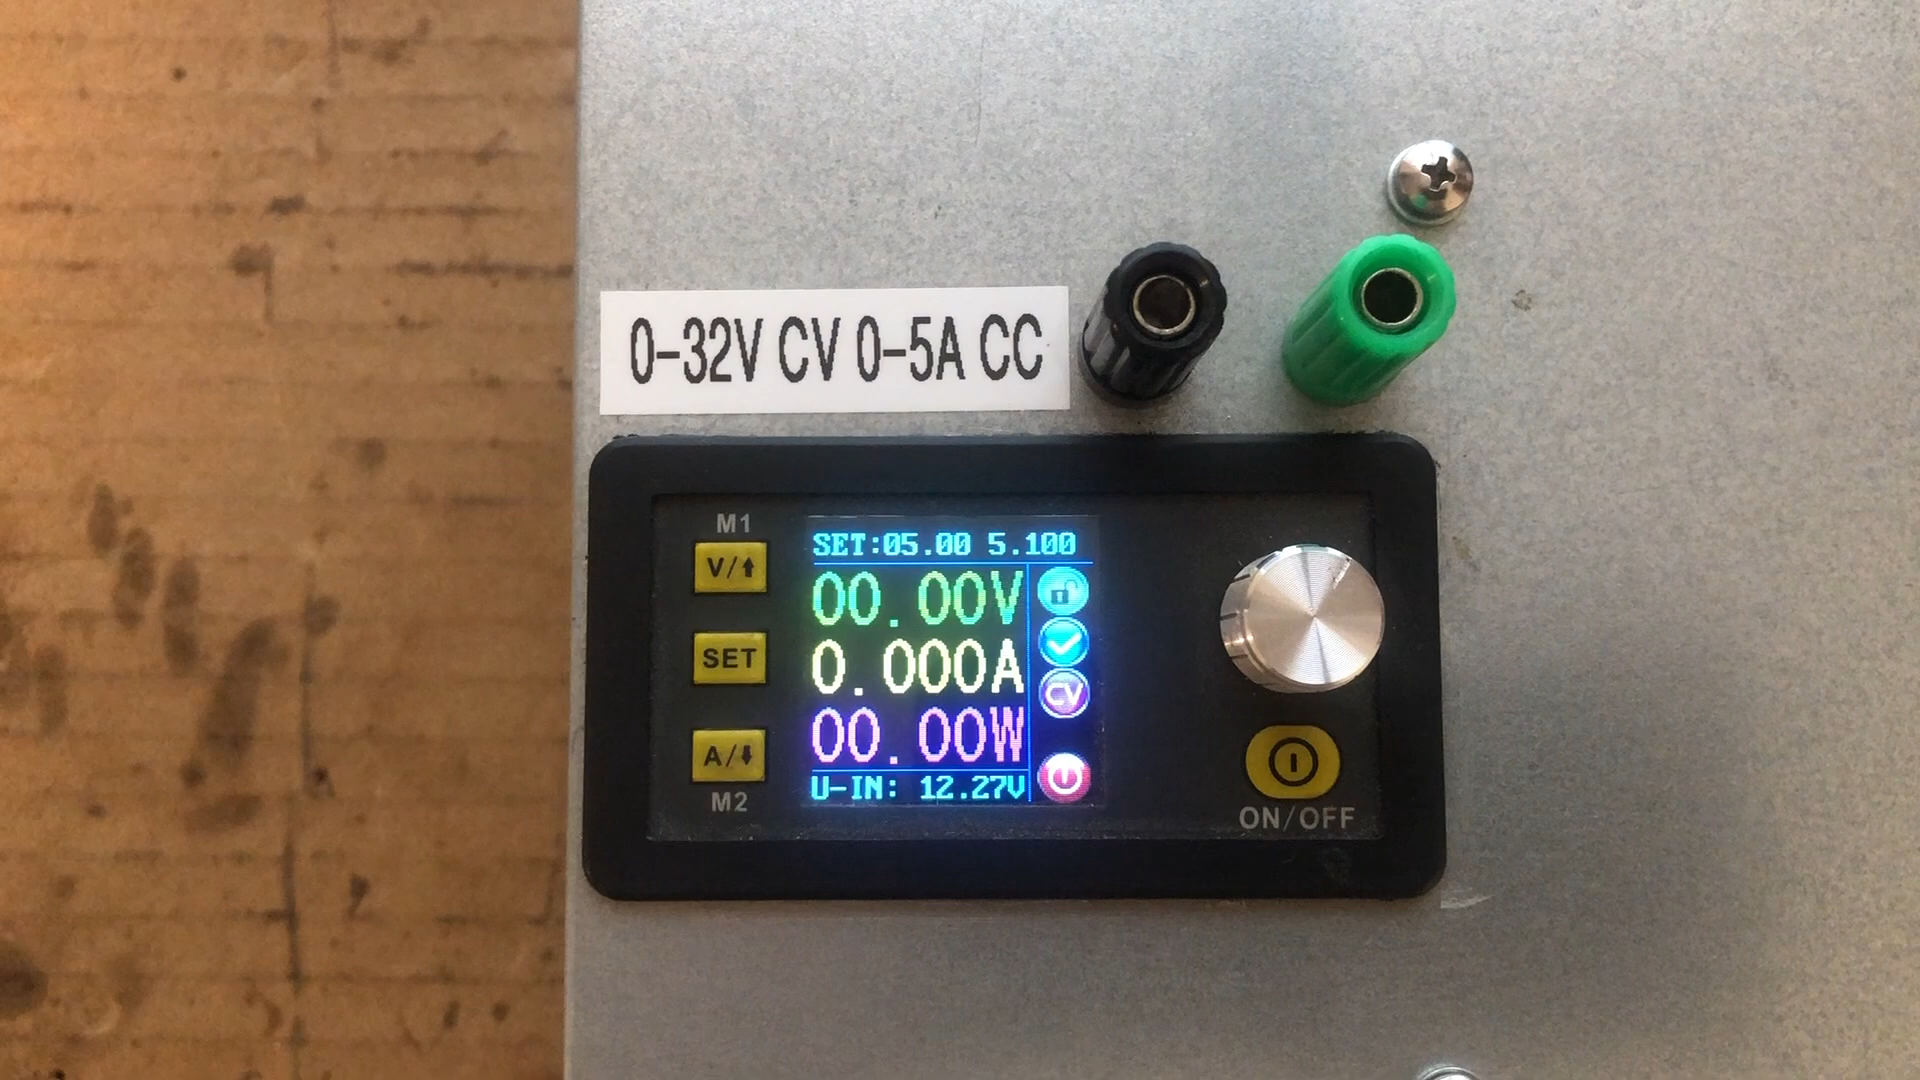 0-32V CV 0-5A CC
M1
V/⬆
SET
A/⬇
M2
SET:05.00 5.100
00.00V
0.000A
00.00W
U-IN: 12.27V
CV
ON/OFF